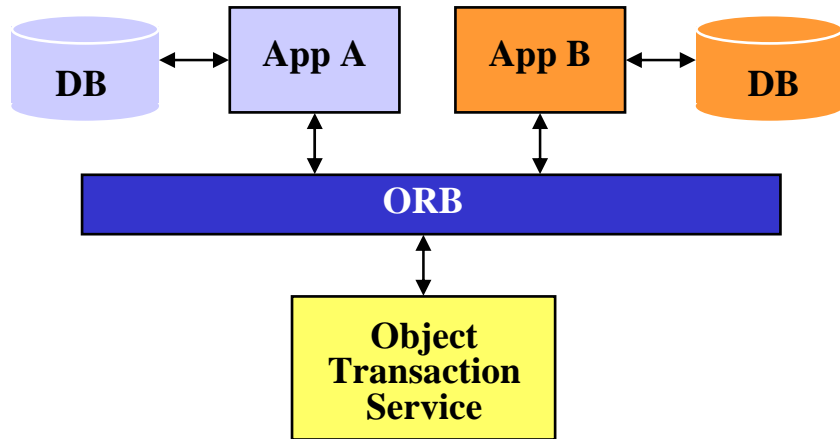 DB
App A
App B
DB
ORB
Object
Transaction
Service